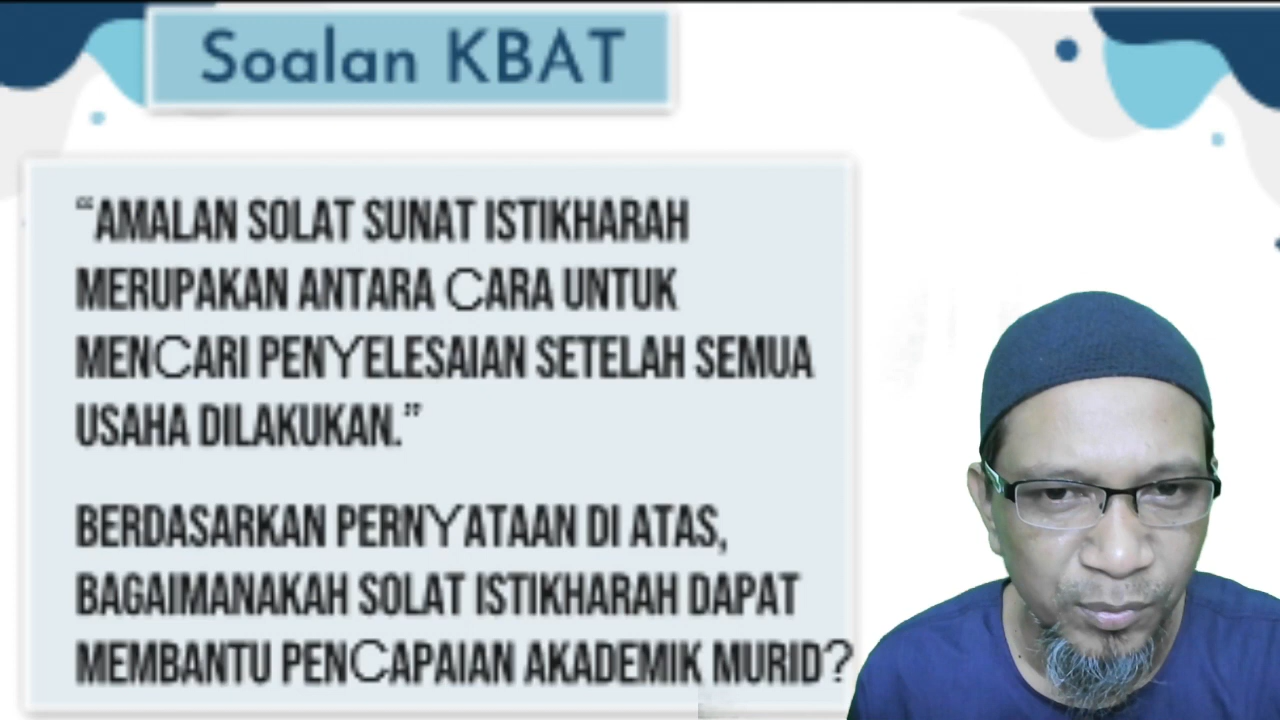 Soalan KBAT
“AMALAN SOLAT SUNAT ISTIKHARAH
MERUPAKAN ANTARA CARA UNTUK
MENCARI PENYELESAIAN SETELAH SEMUA
USAHA DILAKUKAN.”
BERDASARKAN PERNYATAAN DI ATAS,
BAGAIMANAKAH SOLAT ISTIKHARAH DAPAT
MEMBANTU PENCAPAIAN AKADEMIK MURID?